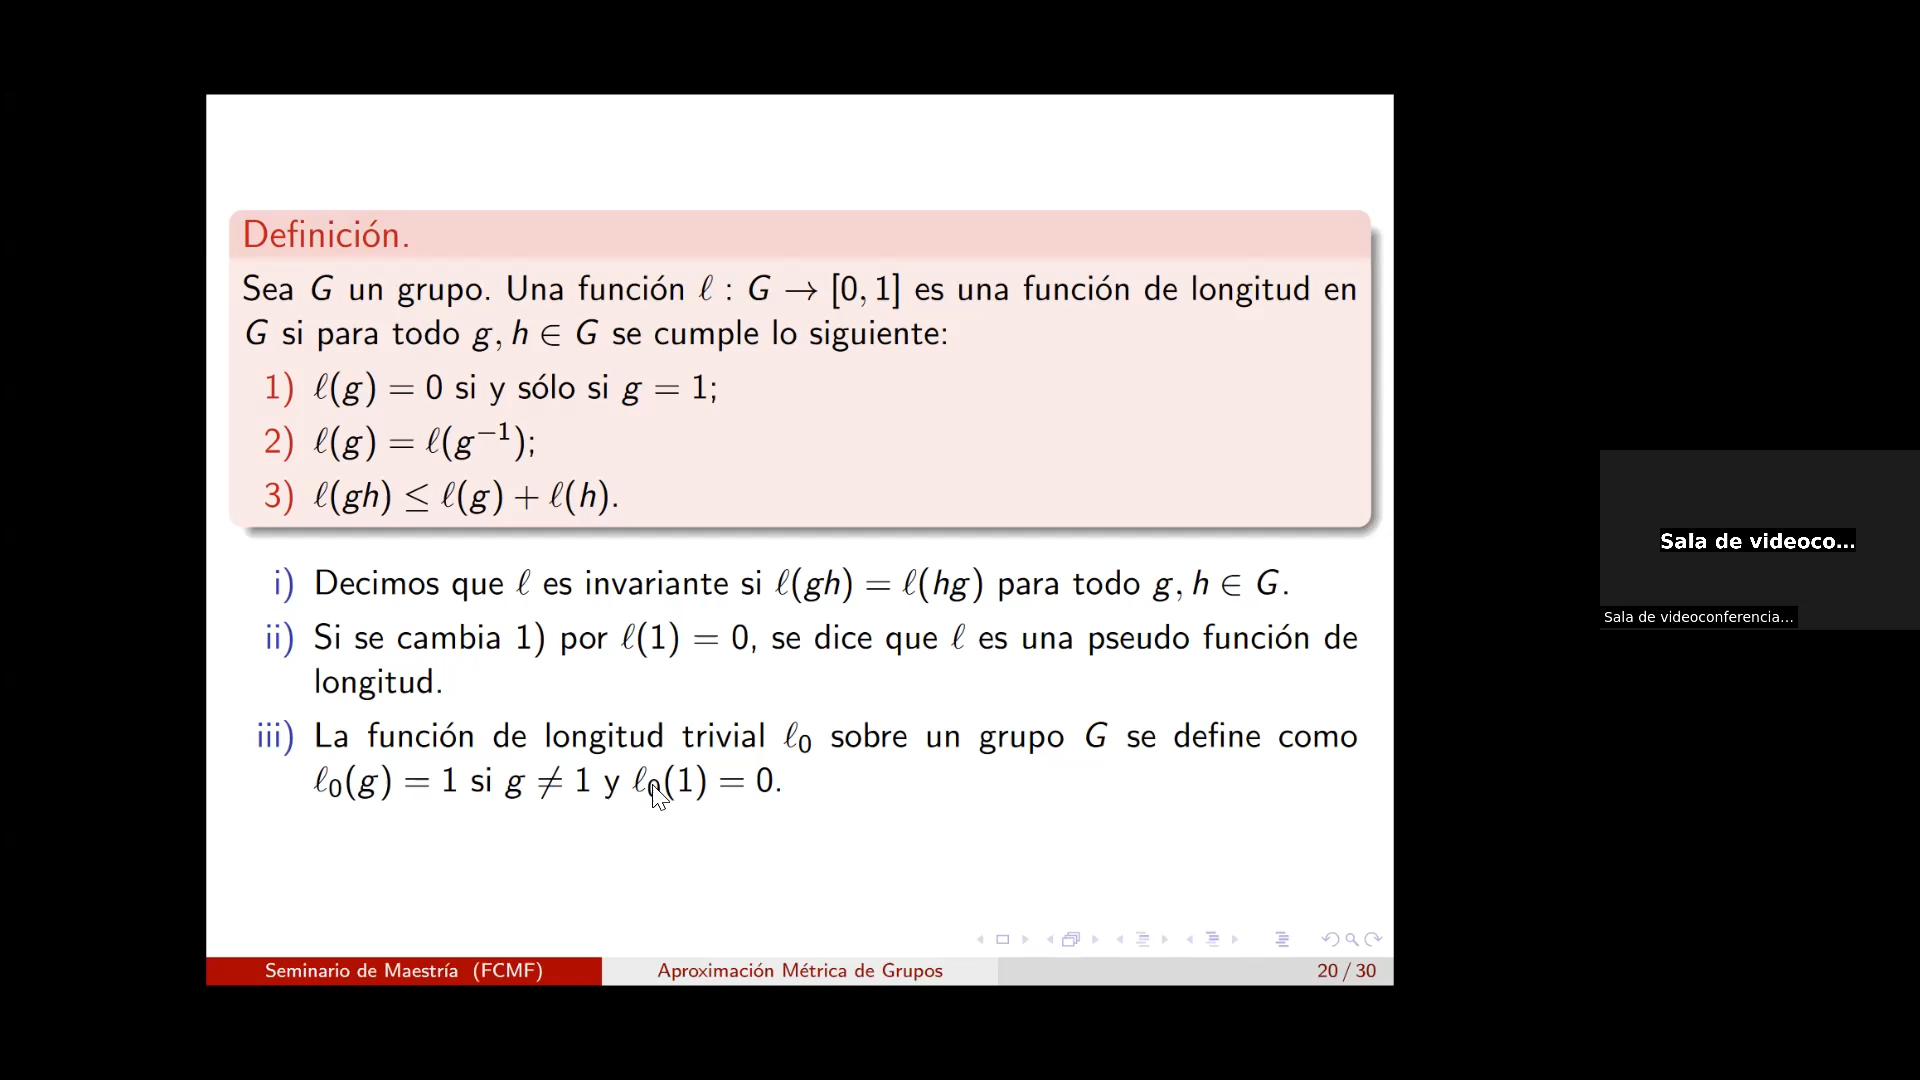 Definición.
Sea G un grupo. Una función ℓ : G → [0, 1] es una función de longitud en
G si para todo g, h ∈ G se cumple lo siguiente:
1) ℓ(g) = 0 si y sólo si g = 1;
2) ℓ(g) = ℓ(g⁻¹);
3) ℓ(gh) ≤ ℓ(g) + ℓ(h).
i) Decimos que ℓ es invariante si ℓ(gh) = ℓ(hg) para todo g, h ∈ G.
ii) Si se cambia 1) por ℓ(1) = 0, se dice que ℓ es una pseudo función de
longitud.
iii) La función de longitud trivial ℓ₀ sobre un grupo G se define como
ℓ₀(g) = 1 si g ≠ 1 y ℓ₀(1) = 0.
Seminario de Maestría (FCMF)
Aproximación Métrica de Grupos
20 / 30
Sala de videoco...
Sala de videoconferencia...